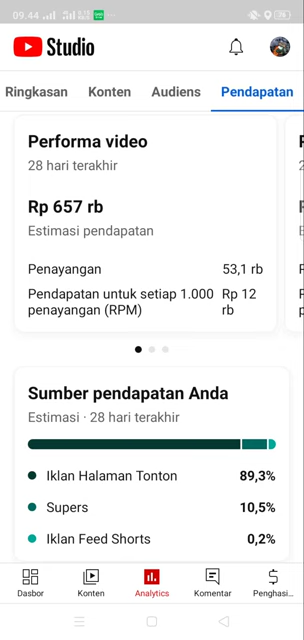 09.44
Studio
Ringkasan Konten Audiens Pendapatan
Performa video
28 hari terakhir
Rp 657 rb
Estimasi pendapatan
Penayangan 53,1 rb
Pendapatan untuk setiap 1.000 Rp 12
penayangan (RPM) rb
Sumber pendapatan Anda
Estimasi · 28 hari terakhir
Iklan Halaman Tonton 89,3%
Supers 10,5%
Iklan Feed Shorts 0,2%
Dasbor Konten Analytics Komentar Penghasi...